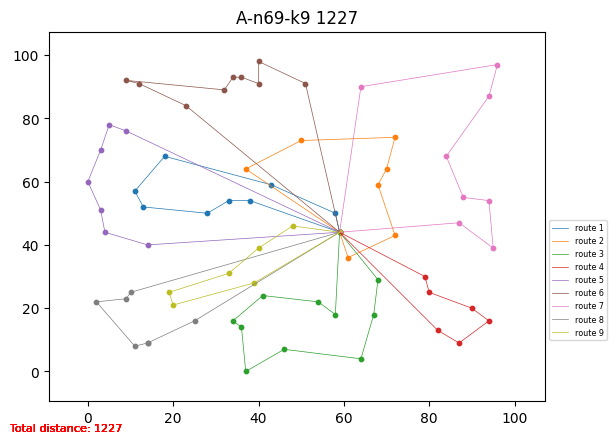 A-n69-k9 1227
100
80
60
40
20
0
0 20 40 60 80 100
route 1
route 2
route 3
route 4
route 5
route 6
route 7
route 8
route 9
Total distance: 1227